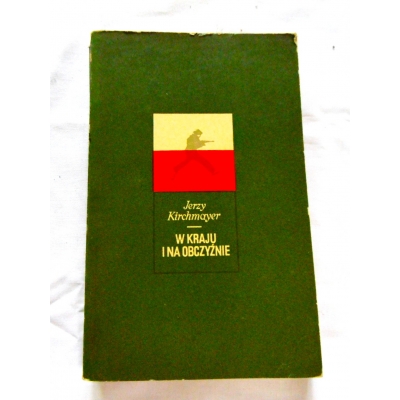 Jerzy
Kirchmayer
W KRAJU
I NA OBCZYŹNIE